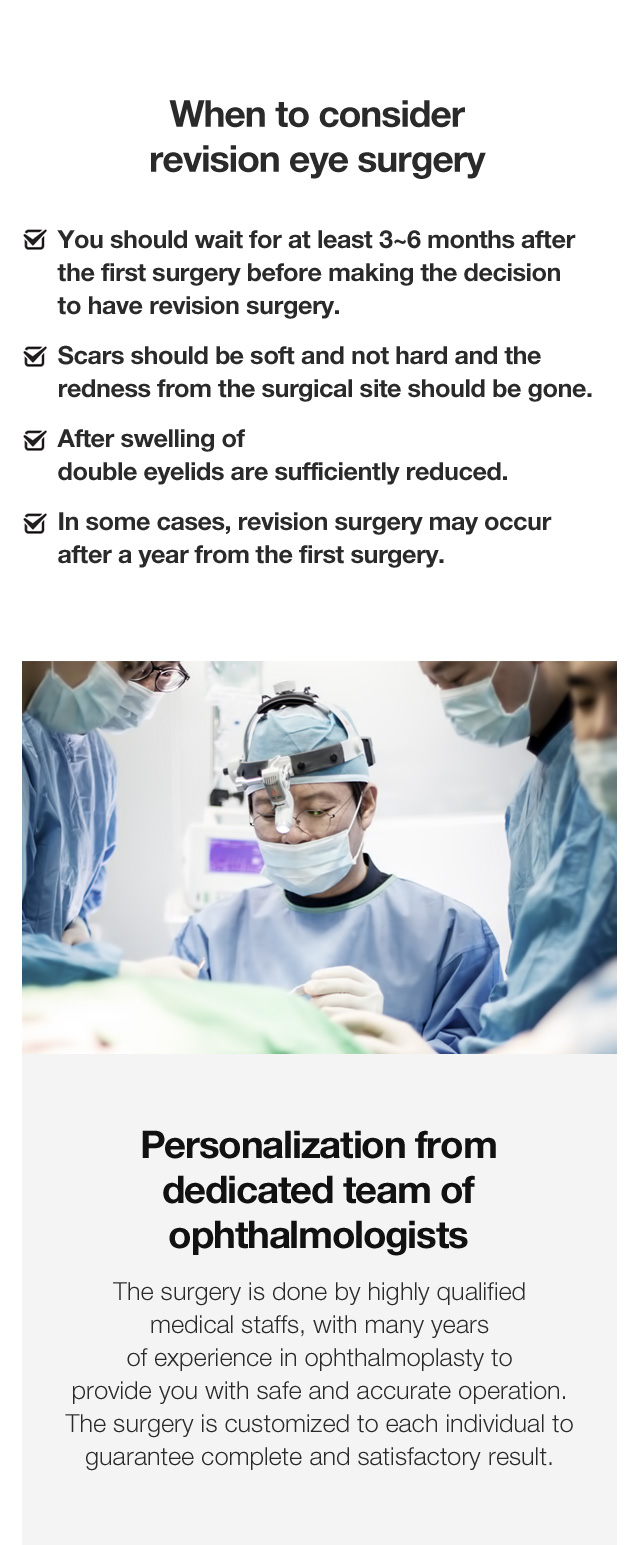 When to consider
revision eye surgery
You should wait for at least 3~6 months after
the first surgery before making the decision
to have revision surgery.
Scars should be soft and not hard and the
redness from the surgical site should be gone.
After swelling of
double eyelids are sufficiently reduced.
In some cases, revision surgery may occur
after a year from the first surgery.
Personalization from
dedicated team of
ophthalmologists
The surgery is done by highly qualified
medical staffs, with many years
of experience in ophthalmoplasty to
provide you with safe and accurate operation.
The surgery is customized to each individual to
guarantee complete and satisfactory result.